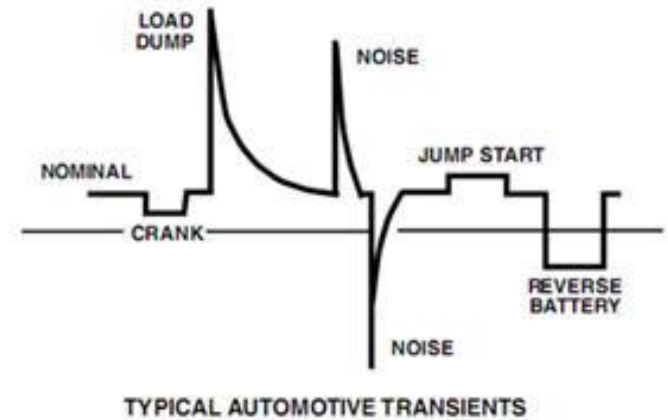 LOAD
DUMP
NOISE
NOMINAL
JUMP START
CRANK
REVERSE
BATTERY
NOISE
TYPICAL AUTOMOTIVE TRANSIENTS